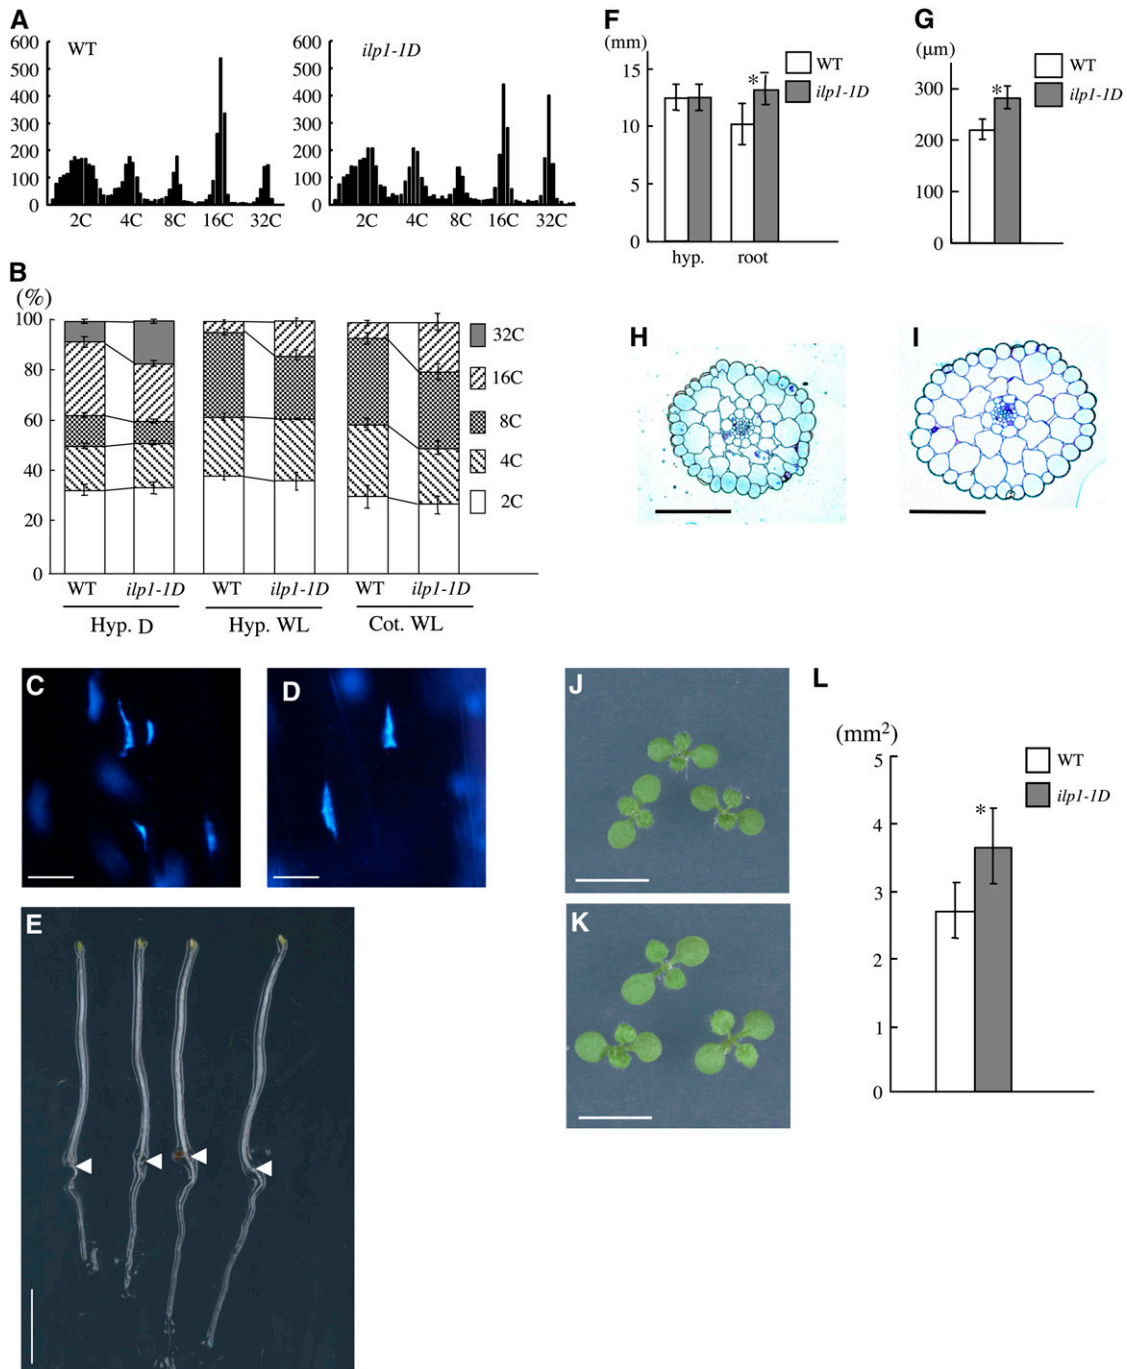 A
WT
ilp1-1D
600
500
400
300
200
100
0
2C 4C 8C 16C 32C
600
500
400
300
200
100
0
2C 4C 8C 16C 32C
B
(%)
100
80
60
40
20
0
32C
16C
8C
4C
2C
WT ilp1-1D WT ilp1-1D WT ilp1-1D
Hyp. D Hyp. WL Cot. WL
C
D
E
F
(mm)
15
10
5
0
*
WT
ilp1-1D
hyp. root
G
(μm)
300
200
100
0
*
WT
ilp1-1D
H
I
J
K
L
(mm²)
5
4
3
2
1
0
*
WT
ilp1-1D